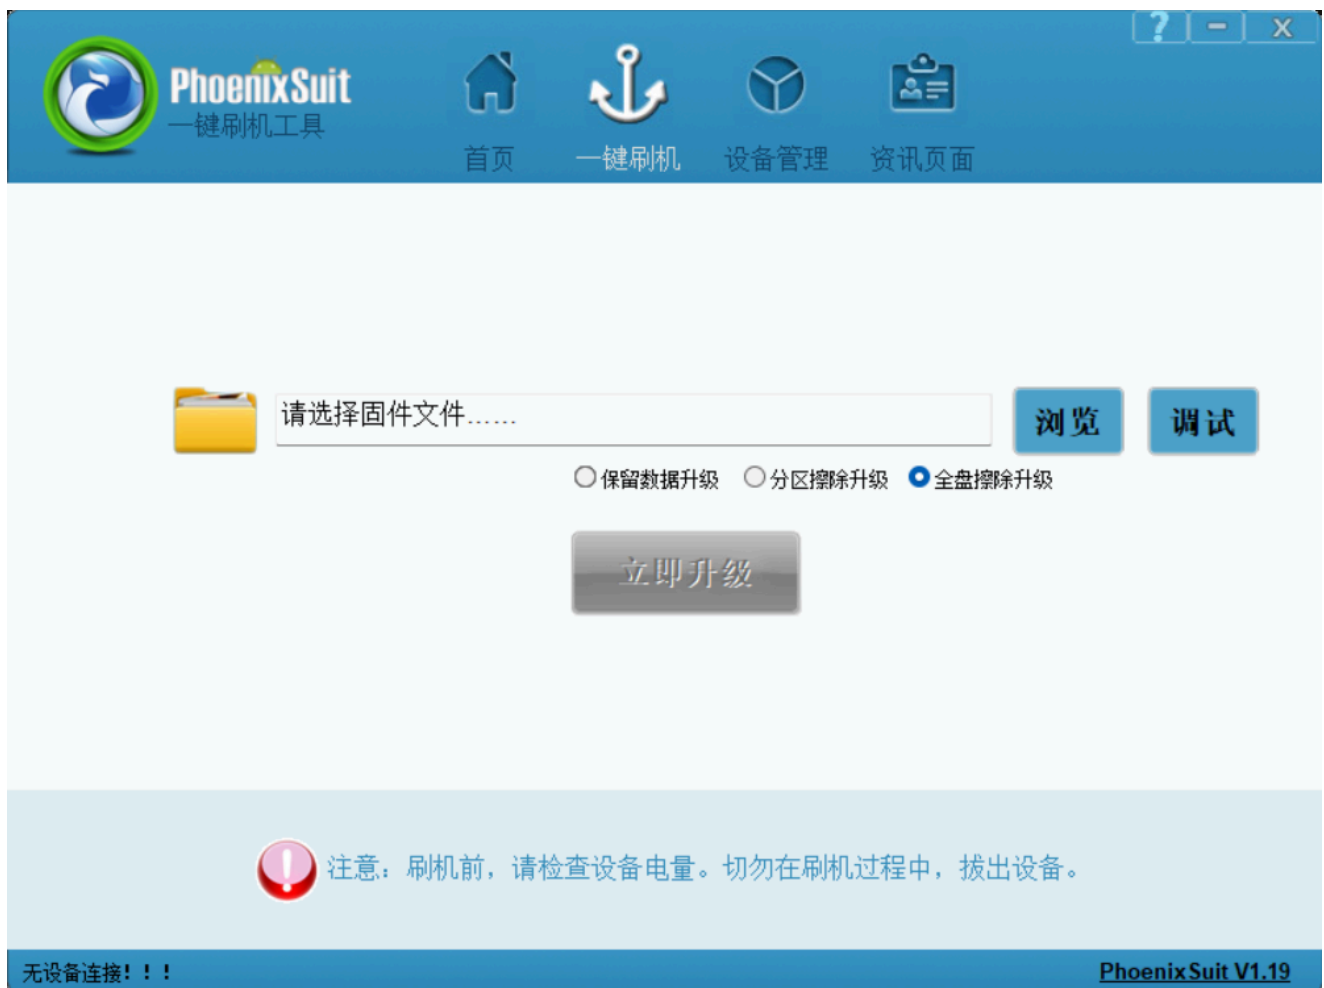 ? - X
PhoenixSuit
一键刷机工具
首页 一键刷机 设备管理 资讯页面
请选择固件文件...... 浏览 调试
保留数据升级 分区擦除升级 全盘擦除升级
立即升级
注意：刷机前，请检查设备电量。切勿在刷机过程中，拔出设备。
无设备连接！！！ PhoenixSuit V1.19